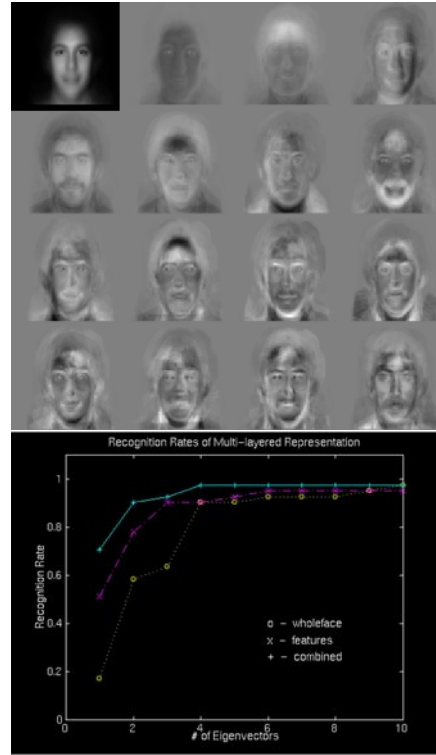 Recognition Rates of Multi-layered Representation
1
0.8
0.6
0.4
0.2
0
Recognition Rate
o - wholeface
x - features
+ - combined
0 2 4 6 8 10
# of Eigenvectors